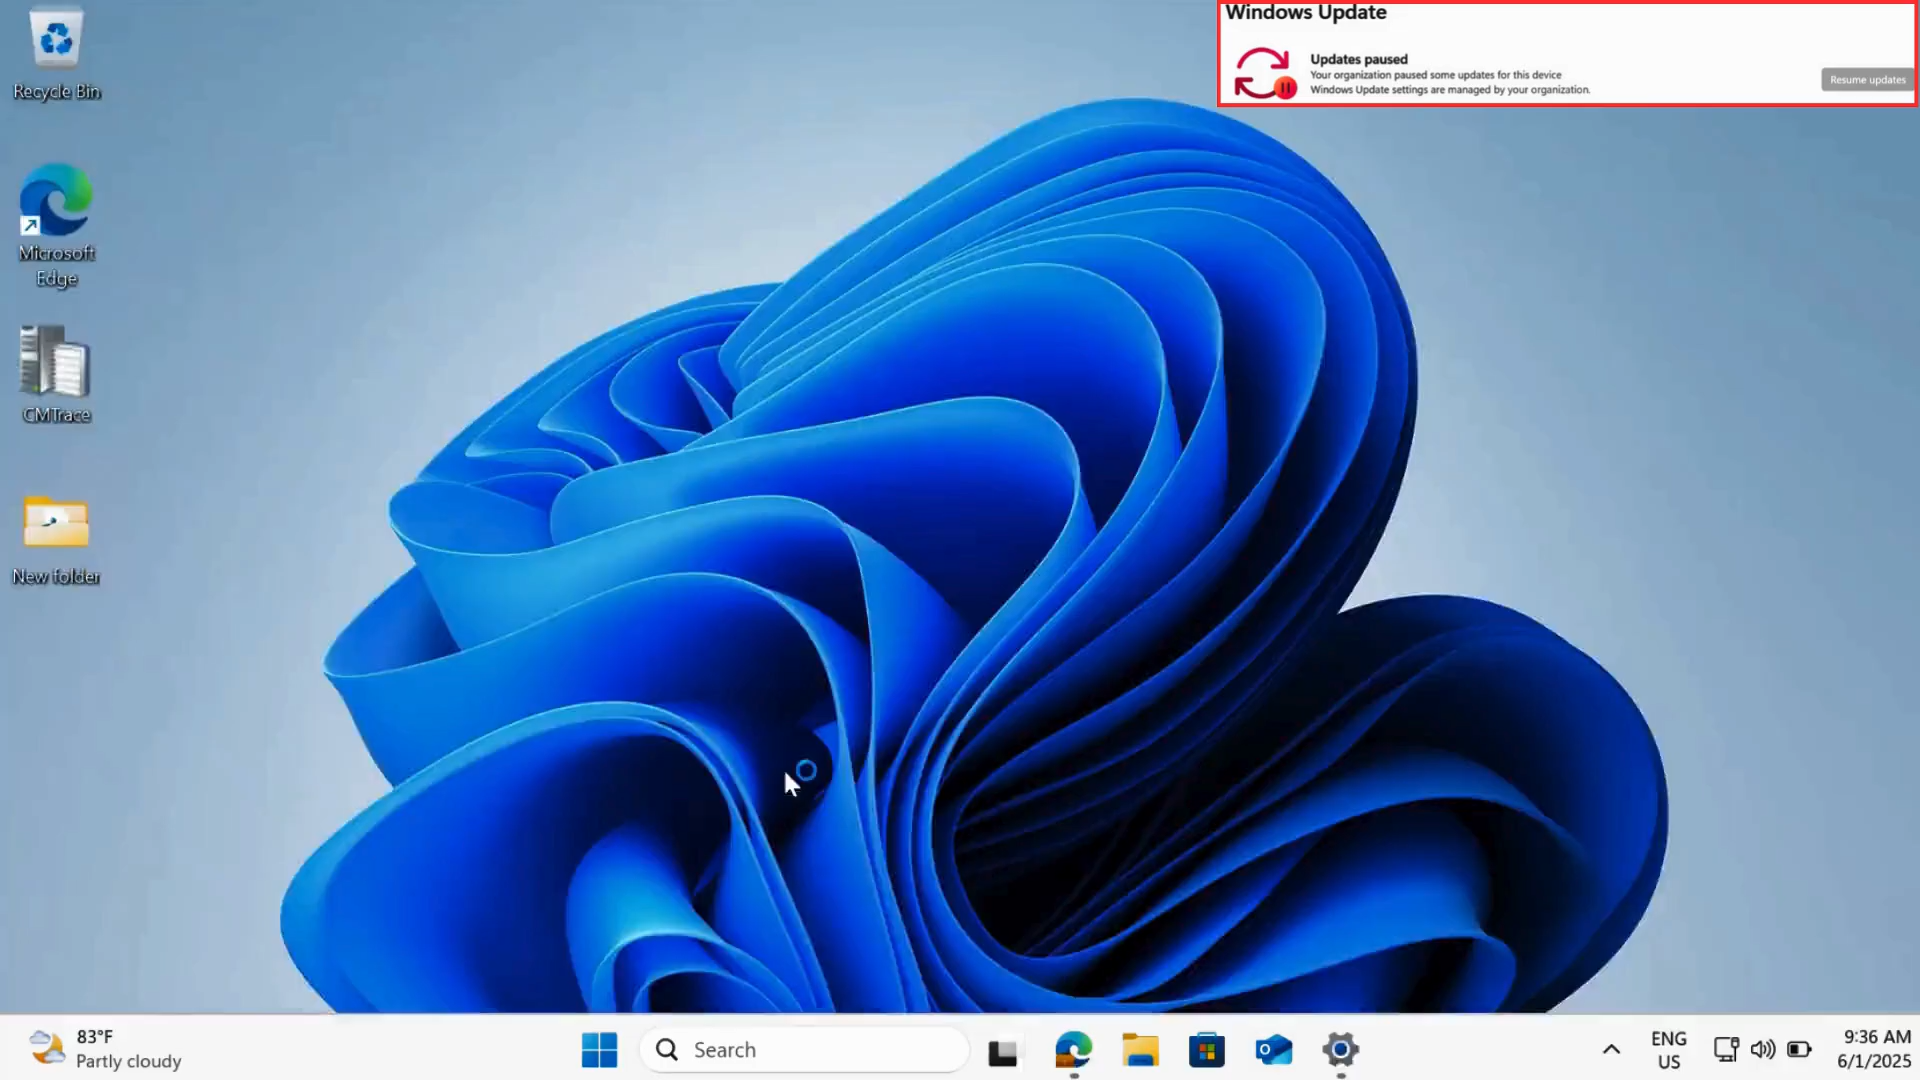 Windows Update
Updates paused
Your organization paused some updates for this device
Windows Update settings are managed by your organization.
Resume updates
Recycle Bin
Microsoft
Edge
CMTrace
New folder
83°F
Partly cloudy
Search
ENG
US
9:36 AM
6/1/2025